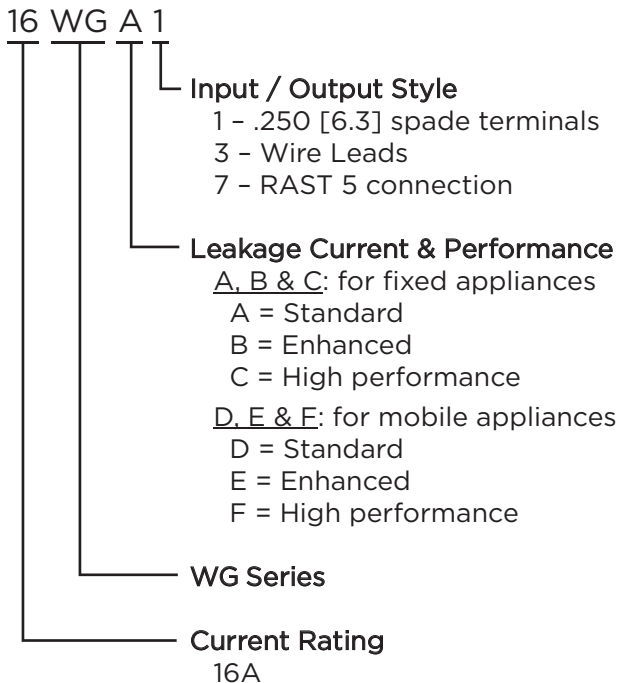 16 WG A 1
Input / Output Style
1 – .250 [6.3] spade terminals
3 – Wire Leads
7 – RAST 5 connection
Leakage Current & Performance
A, B & C: for fixed appliances
A = Standard
B = Enhanced
C = High performance
D, E & F: for mobile appliances
D = Standard
E = Enhanced
F = High performance
WG Series
Current Rating
16A